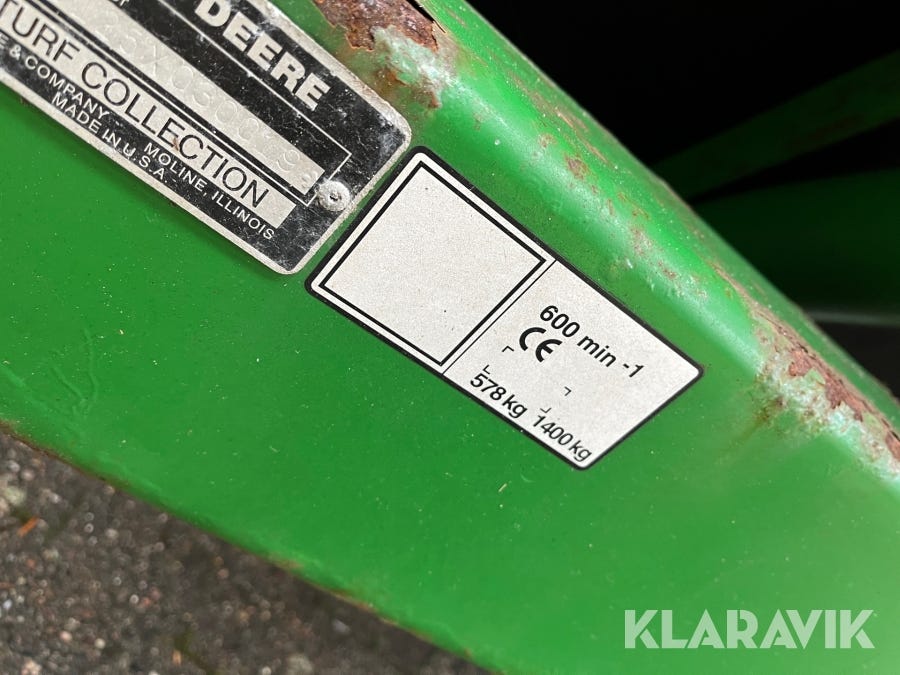 DEERE
TURF COLLECTION
& COMPANY MOLINE, ILLINOIS
MADE IN U.S.A.
600 min -1
CE
578 kg 1400 kg
KLARAVIK